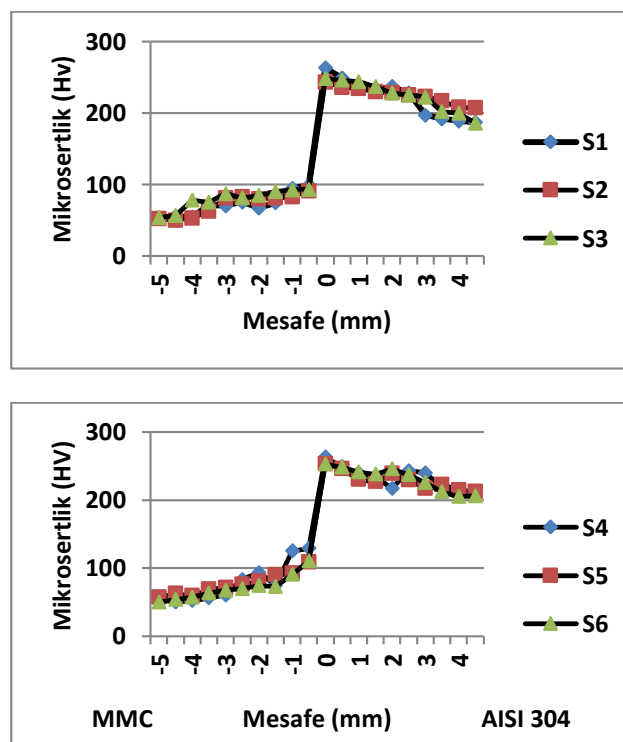 Mikrosertlik (Hv)
300
200
100
0
-5 -4 -3 -2 -1 0 1 2 3 4
Mesafe (mm)
S1
S2
S3
Mikrosertlik (HV)
300
200
100
0
-5 -4 -3 -2 -1 0 1 2 3 4
S4
S5
S6
MMC Mesafe (mm) AISI 304